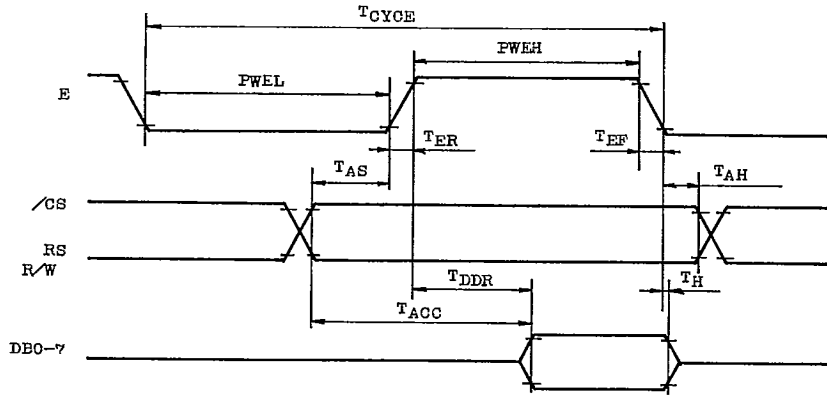 TCYCE
PWEH
E
PWEL
TER
TEF
TAS
TAH
/CS
RS
R/W
TDDR
TH
TACC
DB0-7